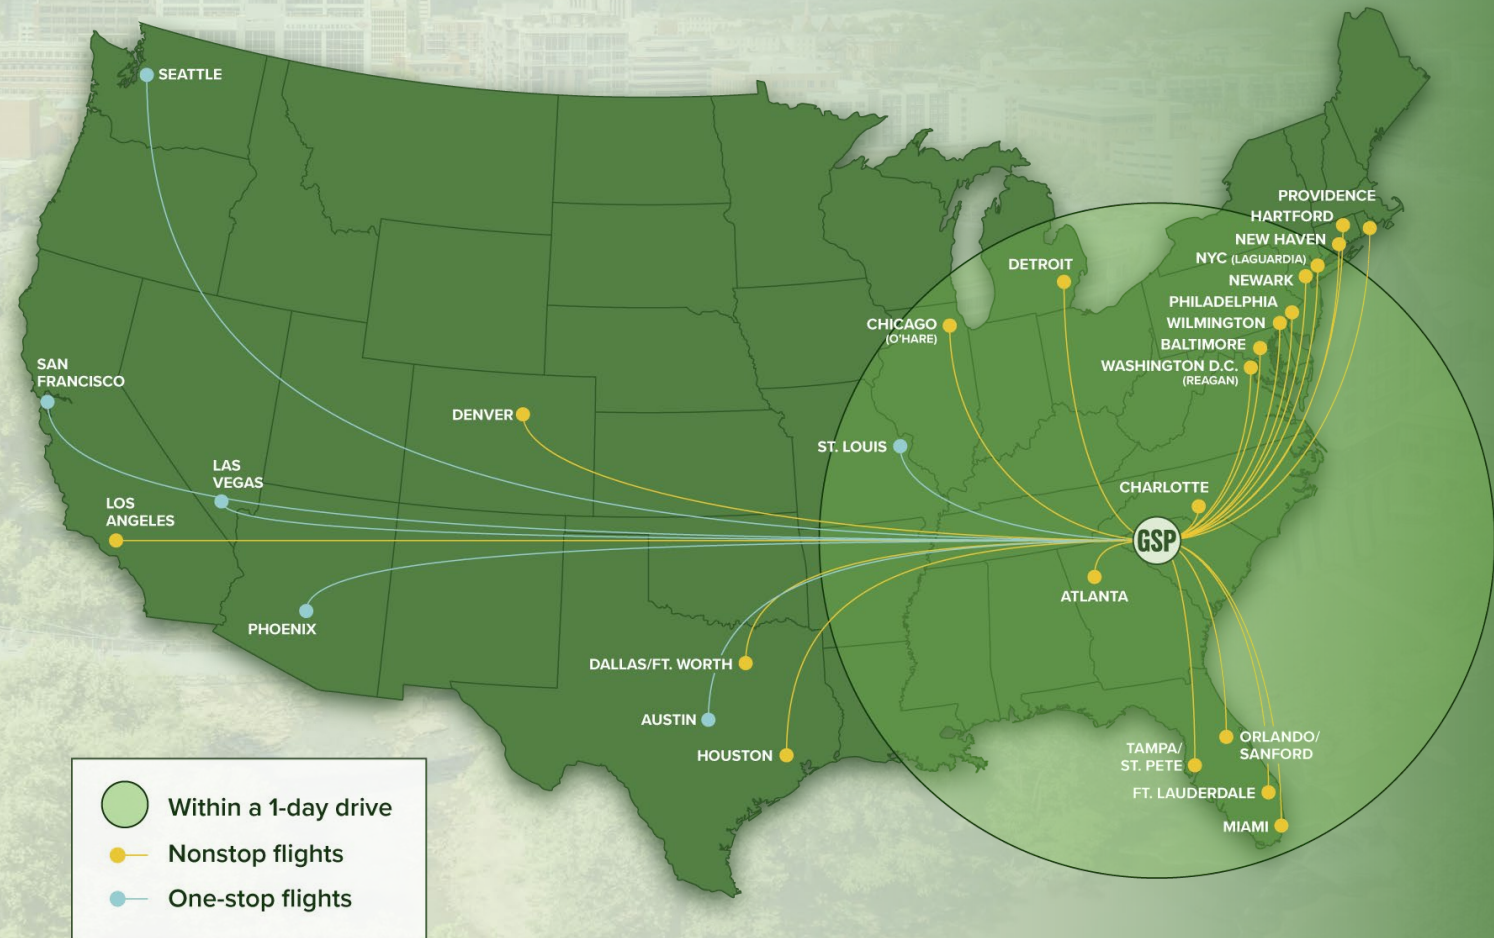 SEATTLE
PROVIDENCE
HARTFORD
NEW HAVEN
NYC (LAGUARDIA)
NEWARK
DETROIT
PHILADELPHIA
CHICAGO
(O'HARE)
WILMINGTON
BALTIMORE
WASHINGTON D.C.
(REAGAN)
SAN
FRANCISCO
DENVER
ST. LOUIS
LAS
VEGAS
CHARLOTTE
LOS
ANGELES
GSP
ATLANTA
PHOENIX
DALLAS/FT. WORTH
AUSTIN
HOUSTON
ORLANDO/
SANFORD
TAMPA/
ST. PETE
FT. LAUDERDALE
MIAMI
Within a 1-day drive
Nonstop flights
One-stop flights